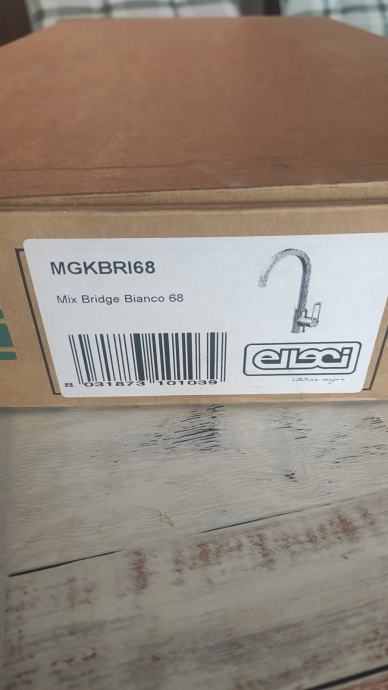 MGKBRI68
Mix Bridge Bianco 68
8 031873 101039
elleci